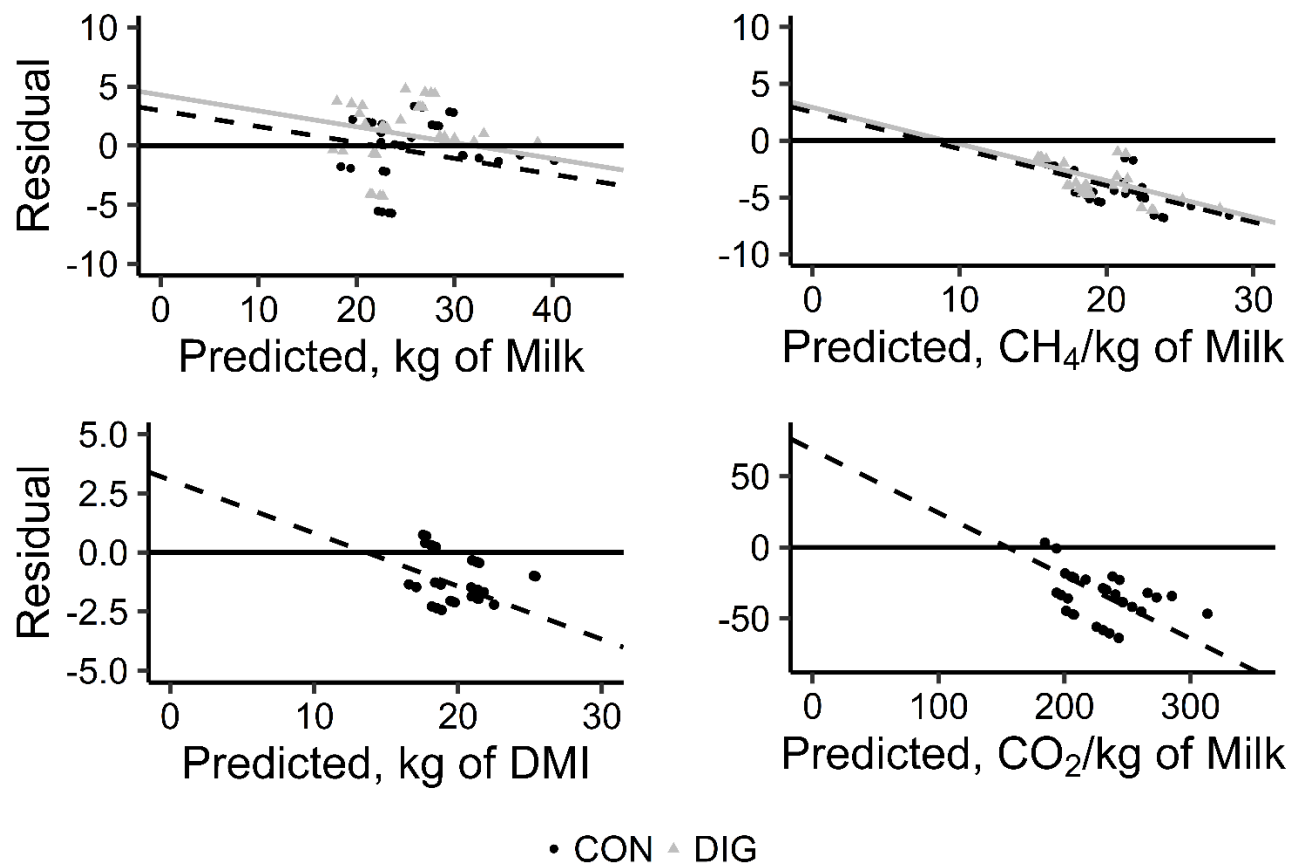 10
5
0
-5
-10
Residual
0 10 20 30 40
Predicted, kg of Milk
10
5
0
-5
-10
0 10 20 30
Predicted, CH₄/kg of Milk
5.0
2.5
0.0
-2.5
-5.0
Residual
0 10 20 30
Predicted, kg of DMI
50
0
-50
0 100 200 300
Predicted, CO₂/kg of Milk
CON DIG